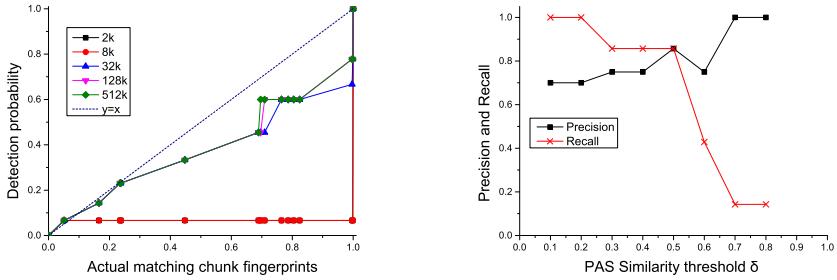 1.0
0.8
0.6
0.4
0.2
0.0
Detection probability
2k
8k
32k
128k
512k
y=x
0.0 0.2 0.4 0.6 0.8 1.0
Actual matching chunk fingerprints
1.0
0.8
0.6
0.4
0.2
Precision and Recall
Precision
Recall
0.0 0.1 0.2 0.3 0.4 0.5 0.6 0.7 0.8 0.9 1.0
PAS Similarity threshold δ